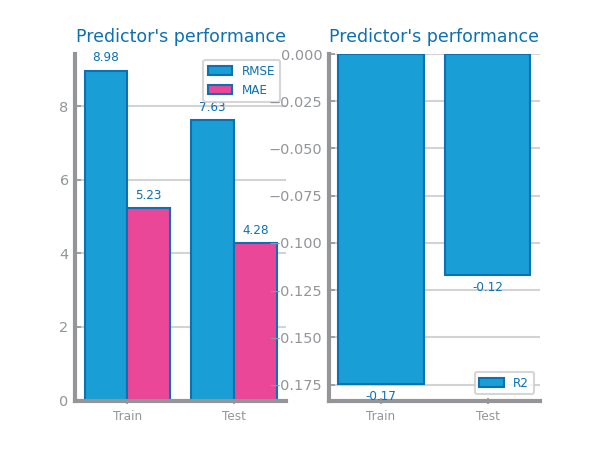 Predictor's performance
8.98
RMSE
MAE
7.63
5.23
4.28
8
6
4
2
0
Train
Test
Predictor's performance
0.000
−0.025
−0.050
−0.075
−0.100
−0.125
−0.150
−0.175
-0.12
-0.17
R2
Train
Test